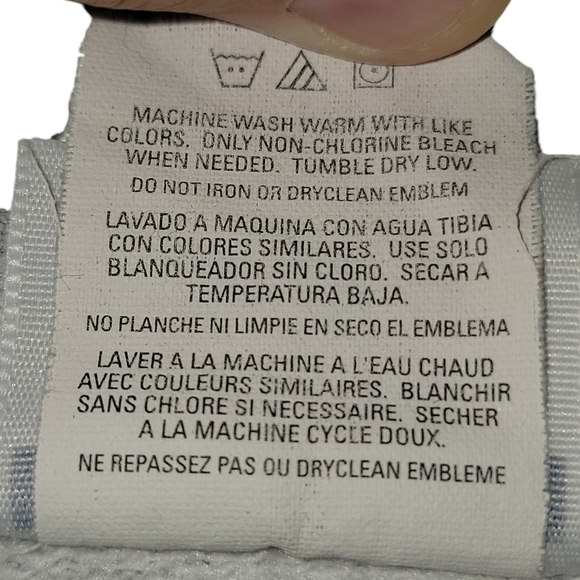 MACHINE WASH WARM WITH LIKE
COLORS. ONLY NON-CHLORINE BLEACH
WHEN NEEDED. TUMBLE DRY LOW.
DO NOT IRON OR DRYCLEAN EMBLEM
LAVADO A MAQUINA CON AGUA TIBIA
CON COLORES SIMILARES. USE SOLO
BLANQUEADOR SIN CLORO. SECAR A
TEMPERATURA BAJA.
NO PLANCHE NI LIMPIE EN SECO EL EMBLEMA
LAVER A LA MACHINE A L'EAU CHAUD
AVEC COULEURS SIMILAIRES. BLANCHIR
SANS CHLORE SI NECESSAIRE. SECHER
A LA MACHINE CYCLE DOUX.
NE REPASSEZ PAS OU DRYCLEAN EMBLEME